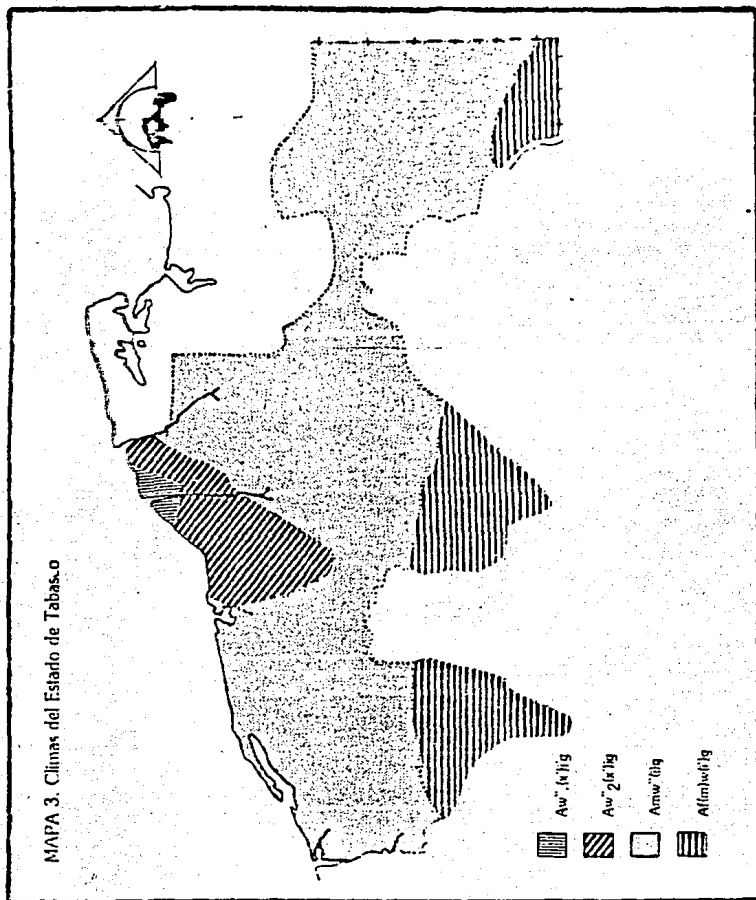 MAPA 3. Climas del Estado de Tabasco
Aw''₁(x')ig
Aw''₂(x')ig
Amw''(i')g
Af(m)w(i')g